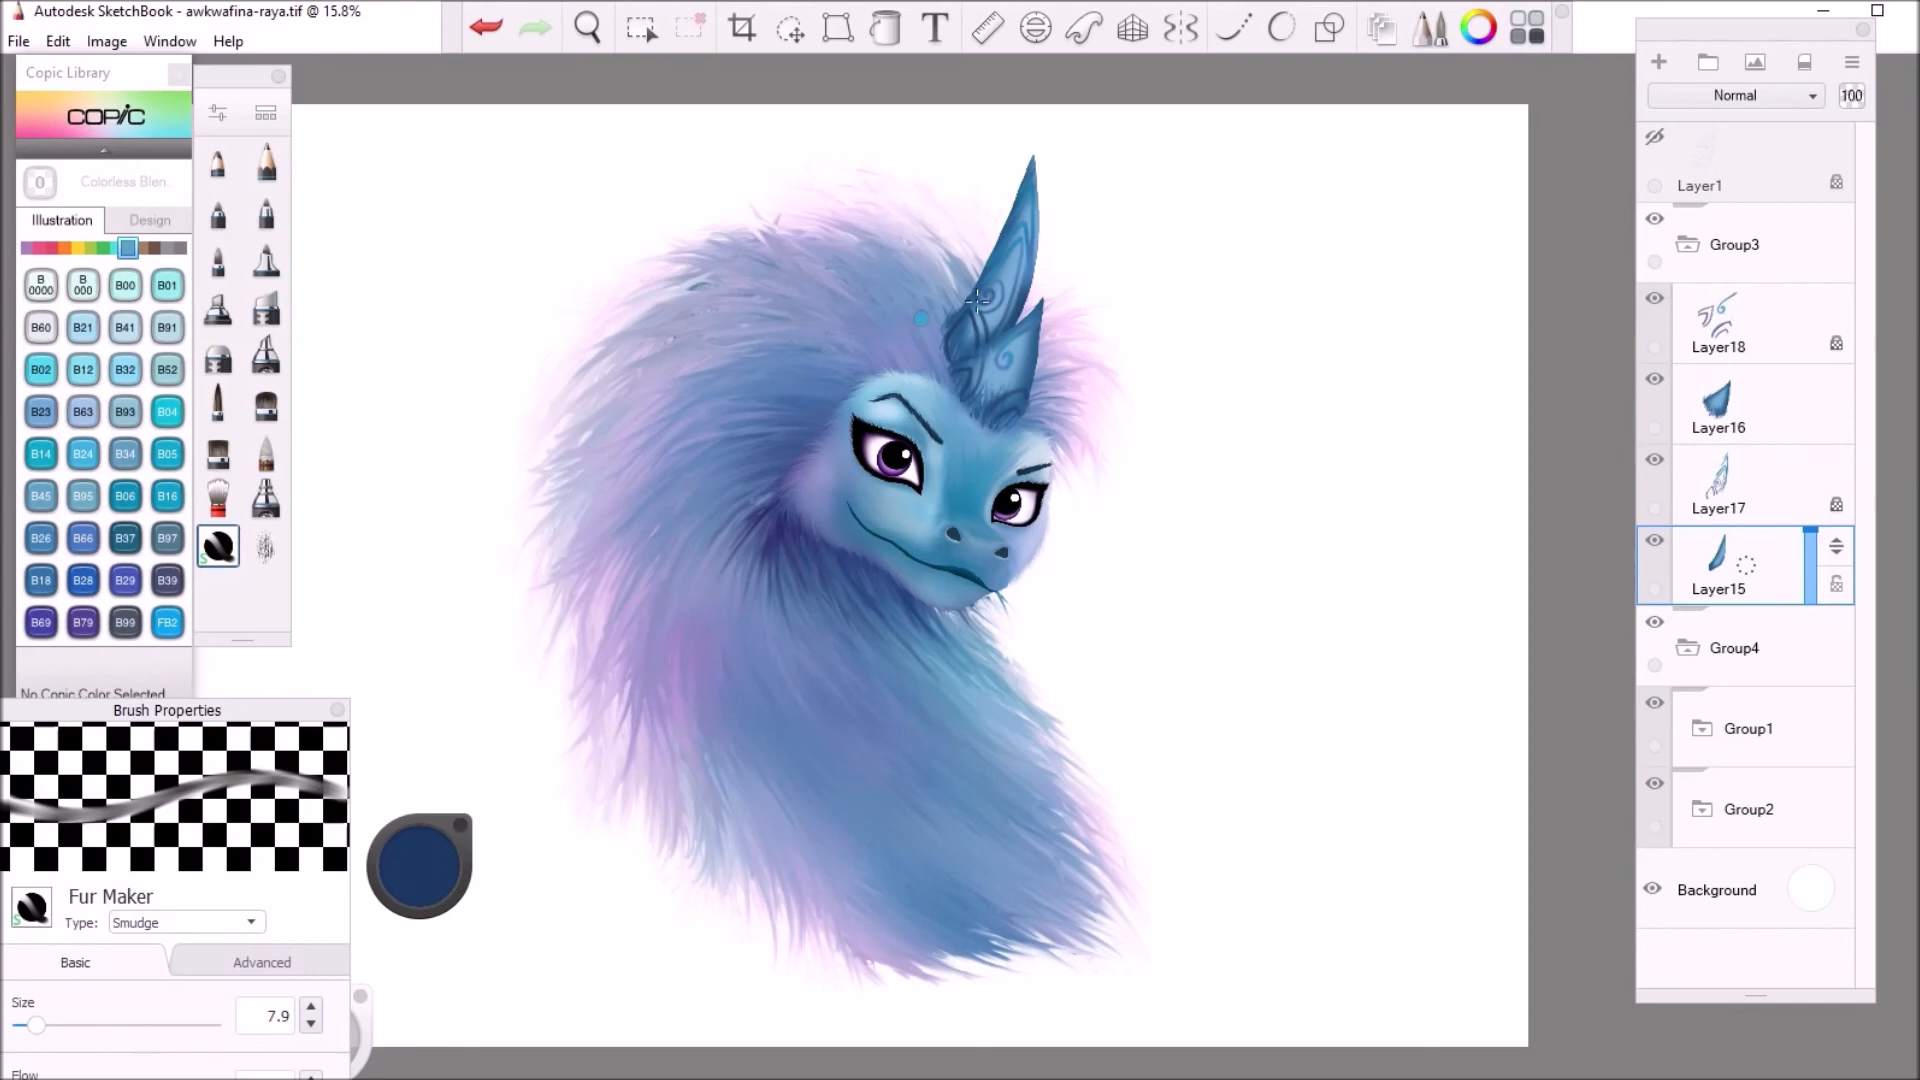 Autodesk SketchBook - awkwafina-raya.tif @ 15.8%
File Edit Image Window Help
T
Copic Library
COPIC
0 Colorless Blen..
Illustration Design
B0000 B000 B00 B01
B60 B21 B41 B91
B02 B12 B32 B52
B23 B63 B93 B04
B14 B24 B34 B05
B45 B95 B06 B16
B26 B66 B37 B97
B18 B28 B29 B39
B69 B79 B99 FB2
No Copic Color Selected
Brush Properties
S Fur Maker
Type: Smudge
Basic Advanced
Size
7.9
Flow
Normal 100
Layer1
Group3
Layer18
Layer16
Layer17
Layer15
Group4
Group1
Group2
Background